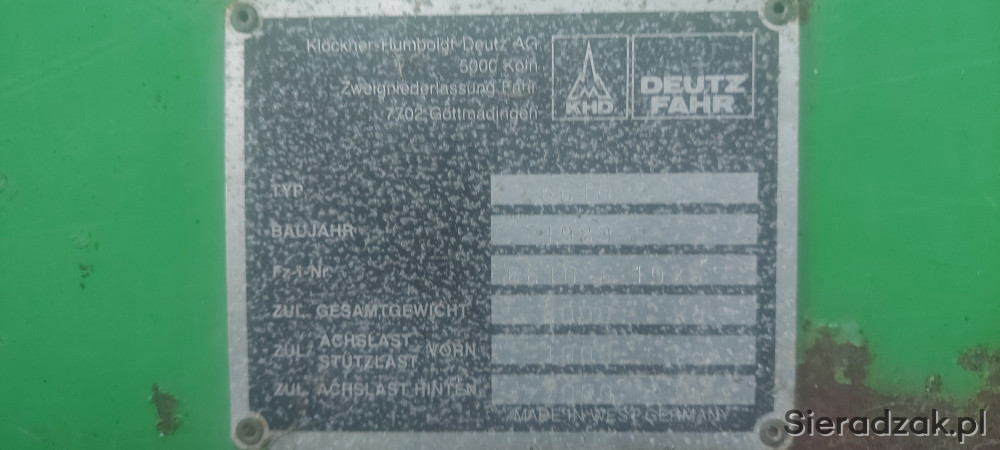 Klöckner-Humboldt-Deutz AG
5000 Köln
Zweigniederlassung Fahr
7702 Gottmadingen
KHD
DEUTZ
FAHR
TYP
BAUJAHR
Fz-I-Nr.
ZUL. GESAMTGEWICHT
ZUL. ACHSLAST STÜTZLAST VORN
ZUL. ACHSLAST HINTEN
MADE IN WEST GERMANY
Sieradzak.pl